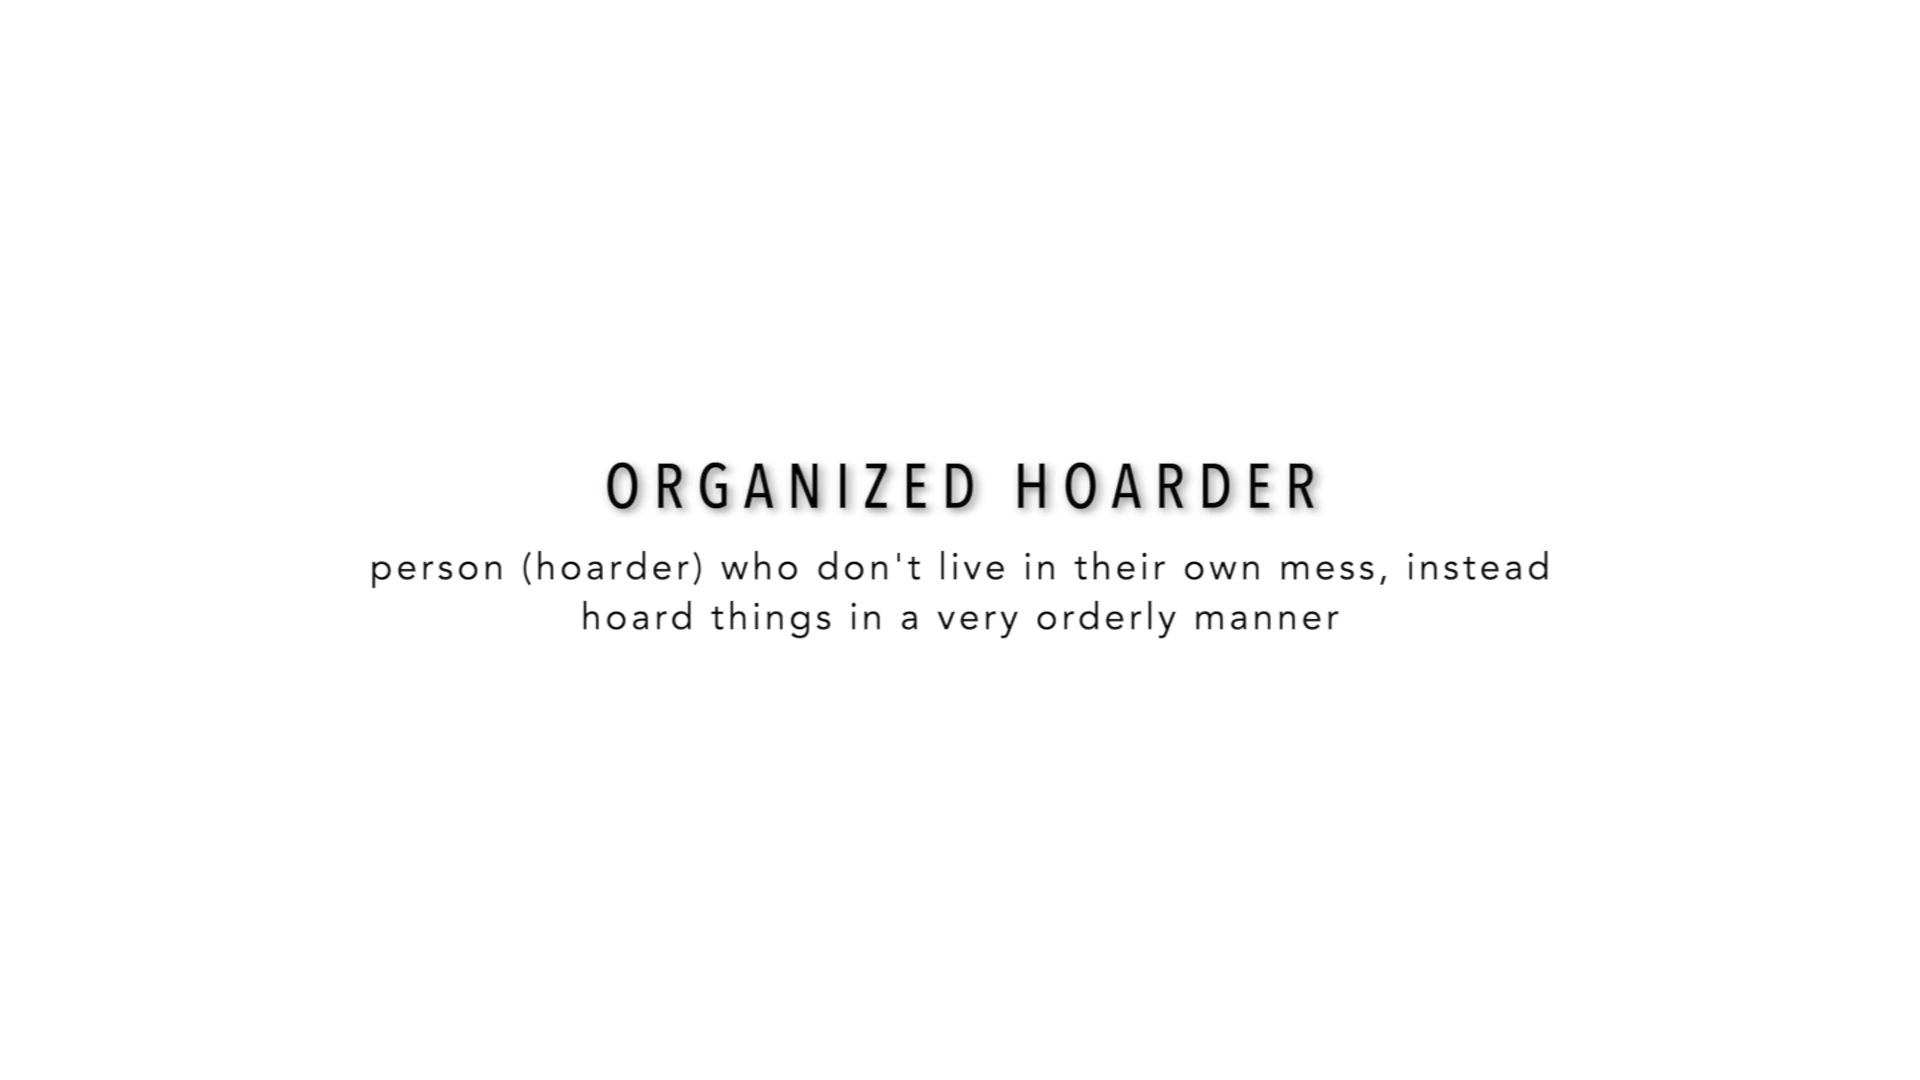 ORGANIZED HOARDER
person (hoarder) who don't live in their own mess, instead
hoard things in a very orderly manner